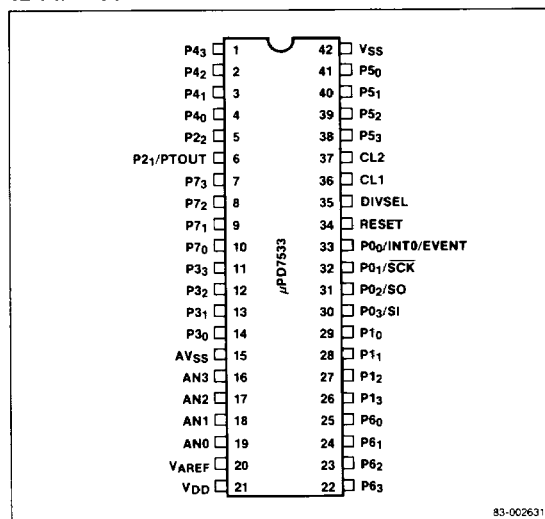 P4₃ 1 42 VSS
P4₂ 2 41 P5₀
P4₁ 3 40 P5₁
P4₀ 4 39 P5₂
P2₂ 5 38 P5₃
P2₁/PTOUT 6 37 CL2
P7₃ 7 36 CL1
P7₂ 8 35 DIVSEL
P7₁ 9 34 RESET
P7₀ 10 33 P0₀/INT0/EVENT
P3₃ 11 32 P0₁/S̅C̅K̅
P3₂ 12 31 P0₂/SO
P3₁ 13 30 P0₃/SI
P3₀ 14 29 P1₀
AVSS 15 28 P1₁
AN3 16 27 P1₂
AN2 17 26 P1₃
AN1 18 25 P6₀
AN0 19 24 P6₁
VAREF 20 23 P6₂
VDD 21 22 P6₃
μPD7533
83-002631